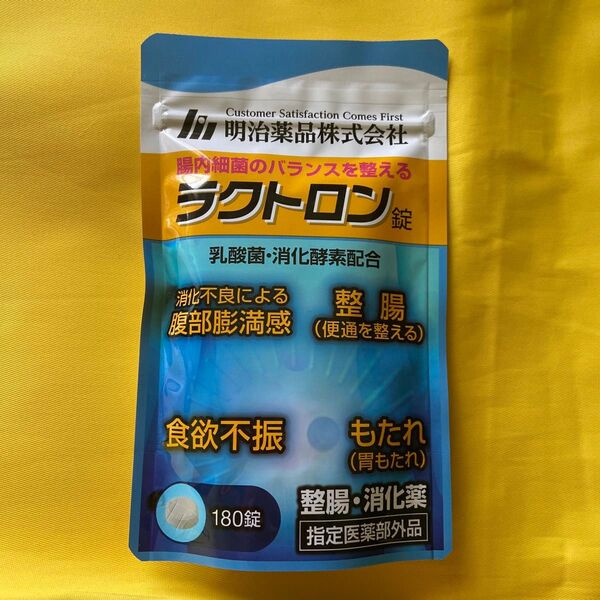 Customer Satisfaction Comes First
明治薬品株式会社
腸内細菌のバランスを整える
ラクトロン錠
乳酸菌・消化酵素配合
消化不良による
腹部膨満感
整腸
(便通を整える)
食欲不振
もたれ
(胃もたれ)
180錠
整腸・消化薬
指定医薬部外品